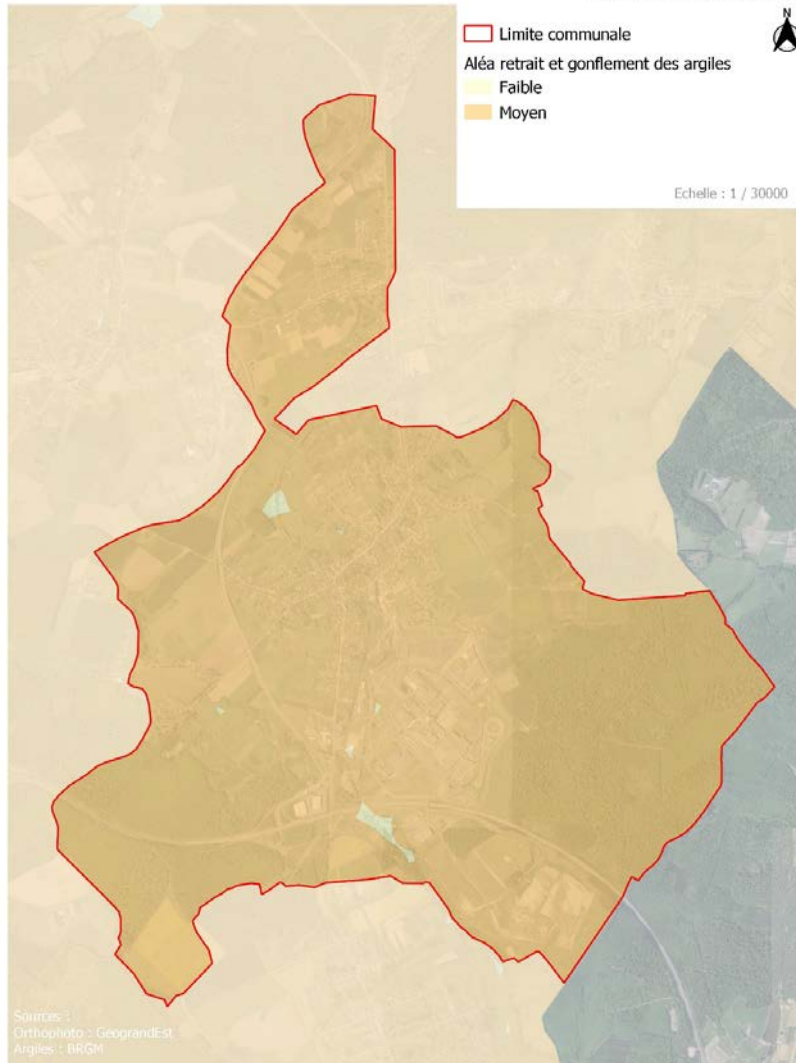 N
Limite communale
Aléa retrait et gonflement des argiles
Faible
Moyen
Echelle : 1 / 30000
Sources :
Orthophoto : GeograndEst
Argiles : BRGM